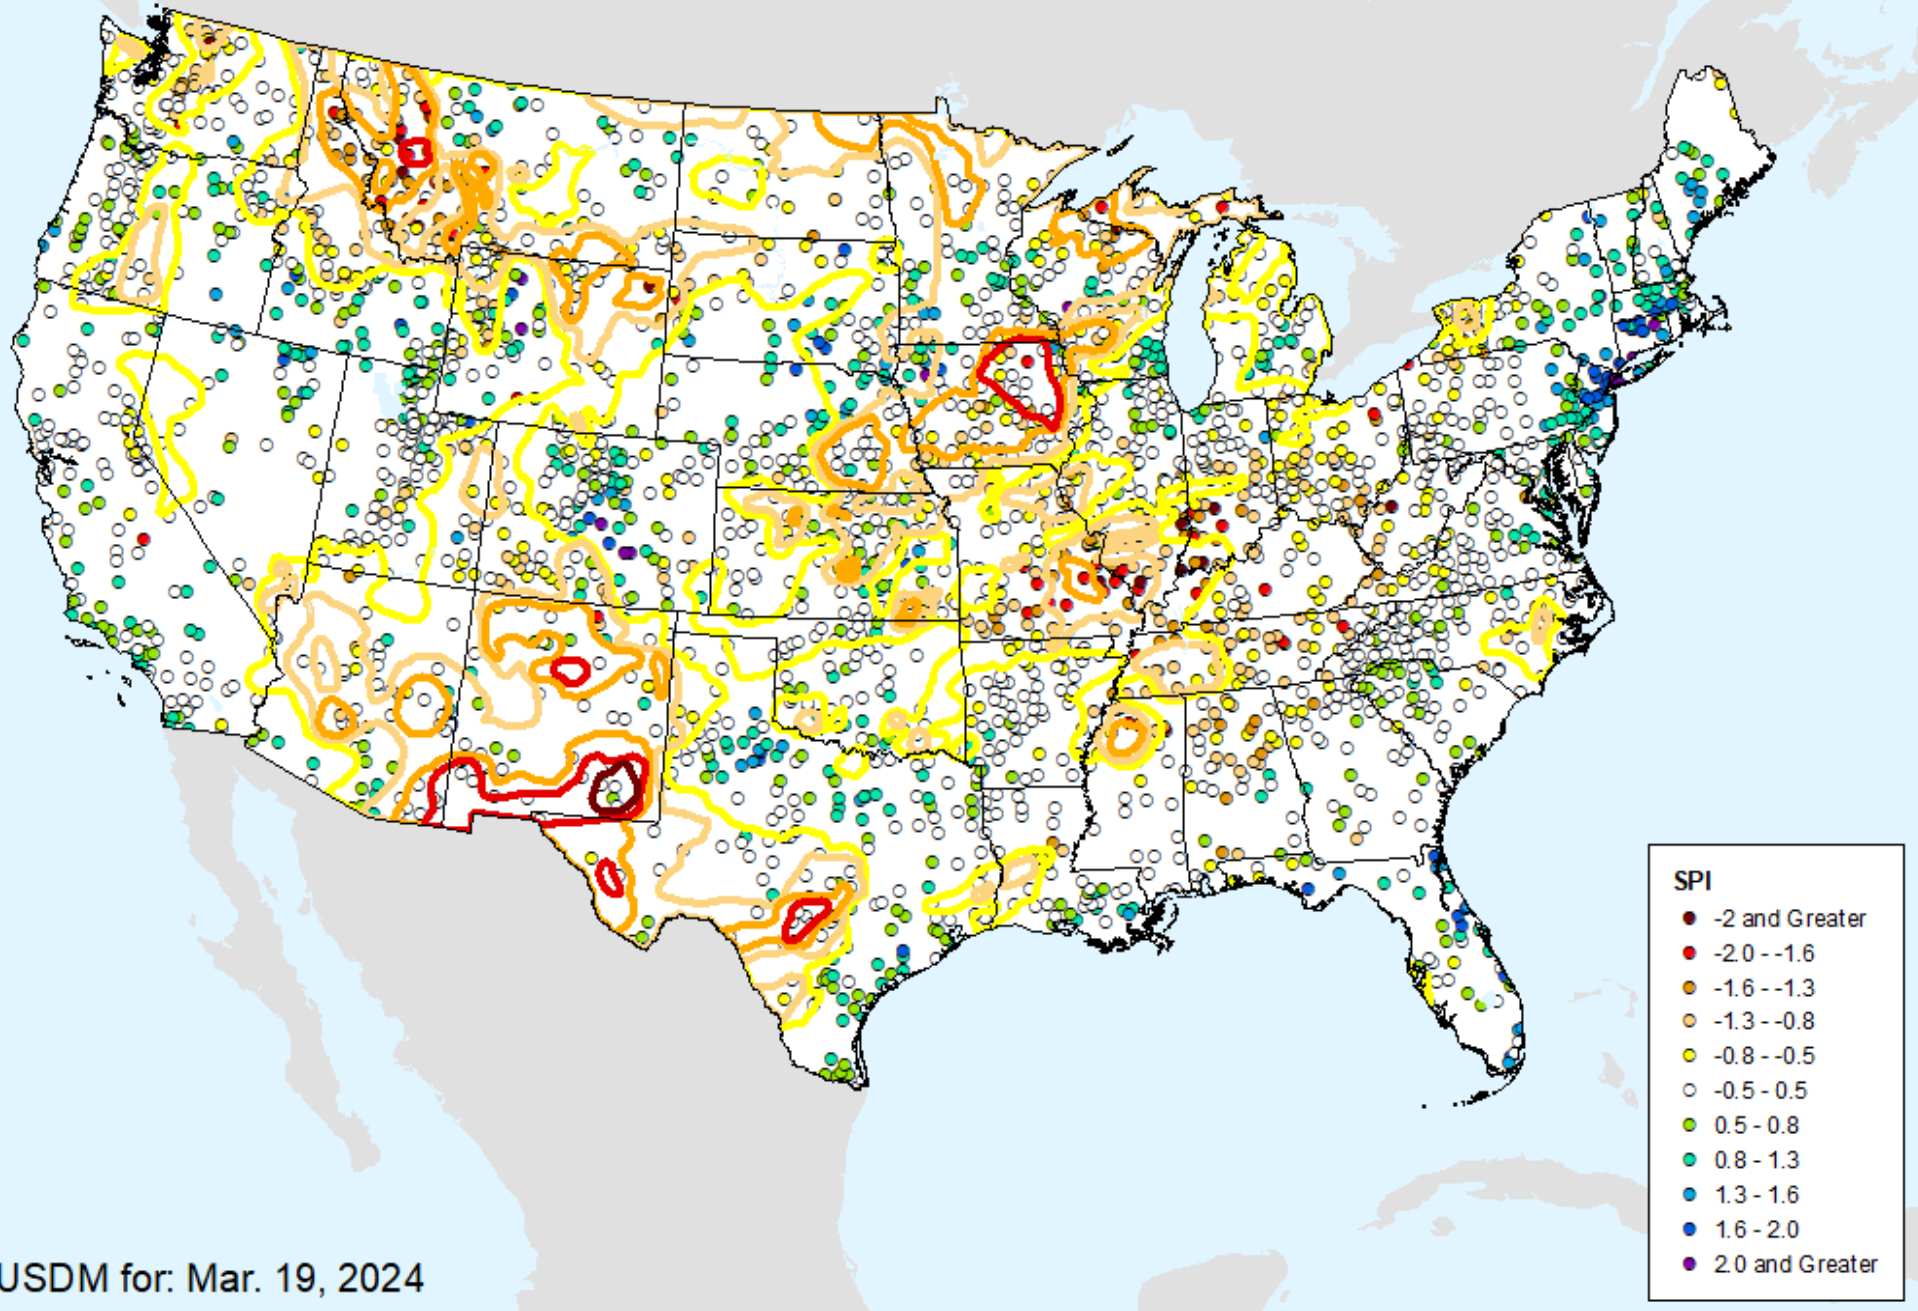 SPI
-2 and Greater
-2.0 - -1.6
-1.6 - -1.3
-1.3 - -0.8
-0.8 - -0.5
-0.5 - 0.5
0.5 - 0.8
0.8 - 1.3
1.3 - 1.6
1.6 - 2.0
2.0 and Greater
USDM for: Mar. 19, 2024